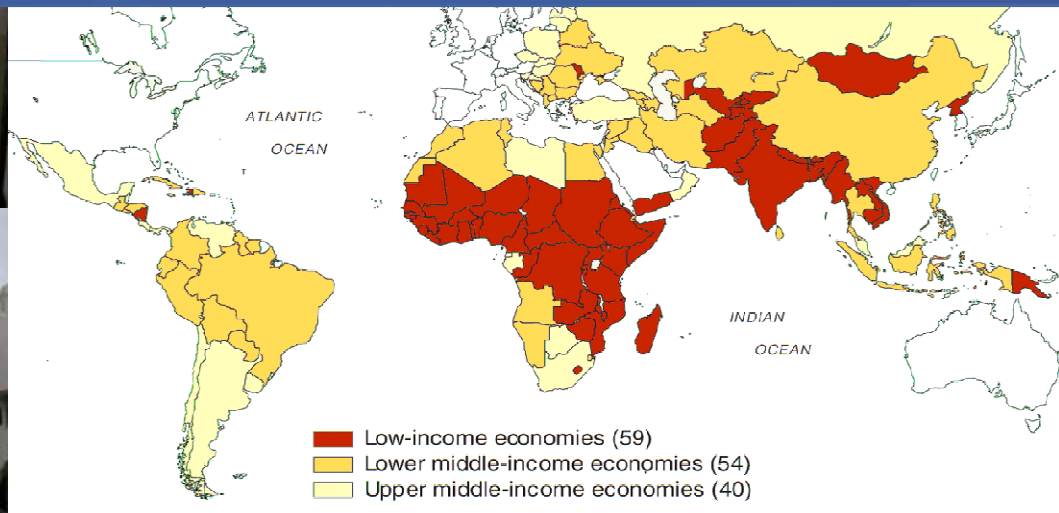 ATLANTIC
OCEAN
INDIAN
OCEAN
Low-income economies (59)
Lower middle-income economies (54)
Upper middle-income economies (40)